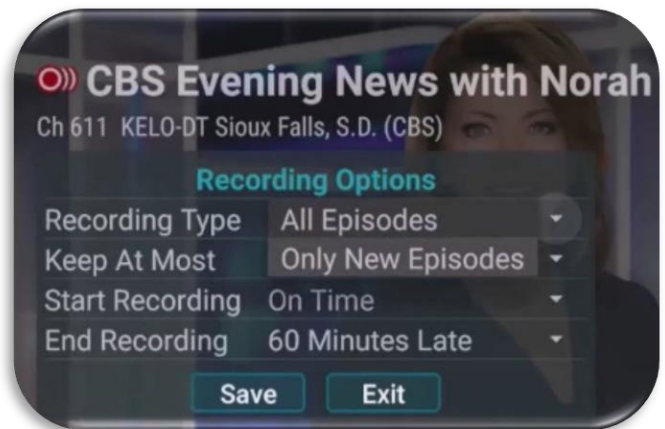 CBS Evening News with Norah
Ch 611 KELO-DT Sioux Falls, S.D. (CBS)
Recording Options
Recording Type All Episodes
Keep At Most Only New Episodes
Start Recording On Time
End Recording 60 Minutes Late
Save Exit